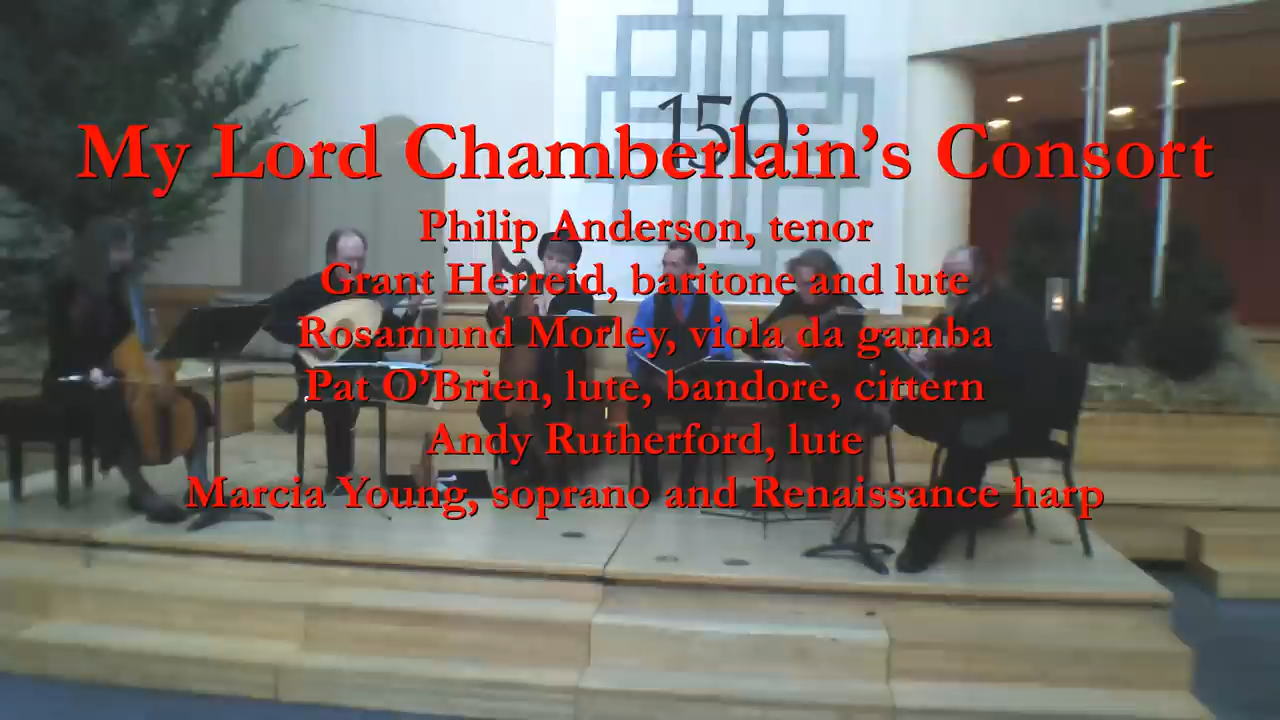 150
My Lord Chamberlain's Consort
Philip Anderson, tenor
Grant Herreid, baritone and lute
Rosamund Morley, viola da gamba
Pat O'Brien, lute, bandore, cittern
Andy Rutherford, lute
Marcia Young, soprano and Renaissance harp